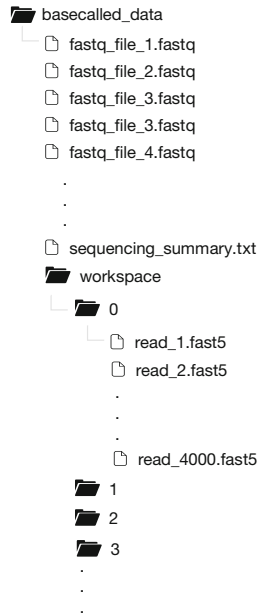 basecalled_data
fastq_file_1.fastq
fastq_file_2.fastq
fastq_file_3.fastq
fastq_file_3.fastq
fastq_file_4.fastq
.
.
.
sequencing_summary.txt
workspace
0
read_1.fast5
read_2.fast5
.
.
.
read_4000.fast5
1
2
3
.
.
.